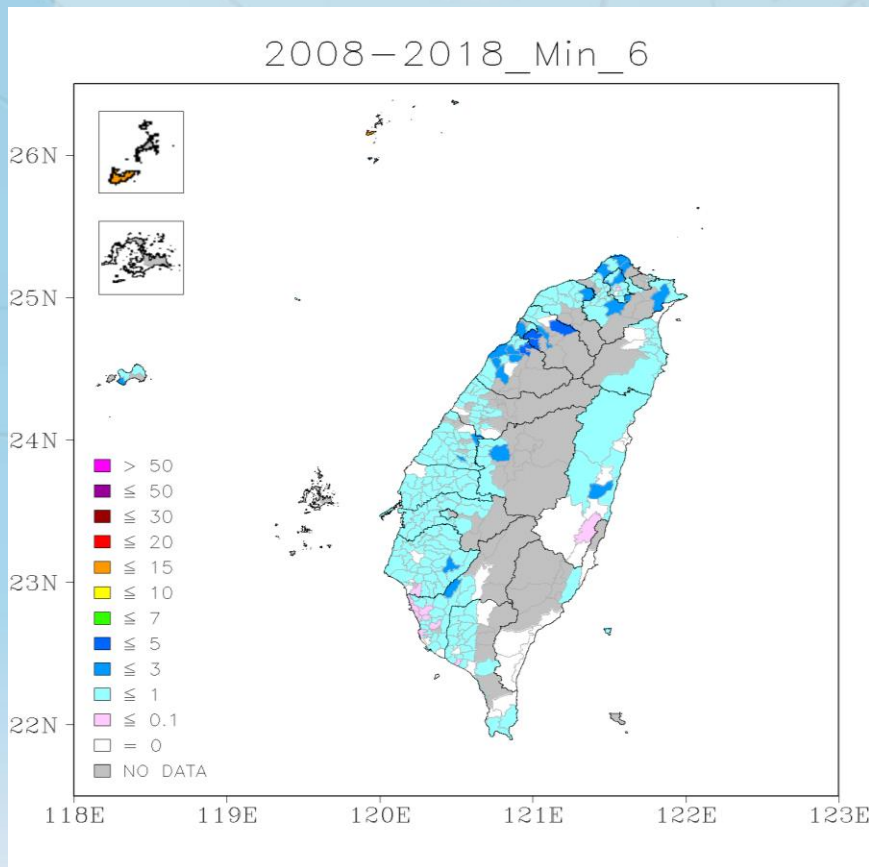 2008-2018_Min_6
26N
25N
24N
23N
22N
> 50
≦ 50
≦ 30
≦ 20
≦ 15
≦ 10
≦ 7
≦ 5
≦ 3
≦ 1
≦ 0.1
= 0
NO DATA
118E 119E 120E 121E 122E 123E